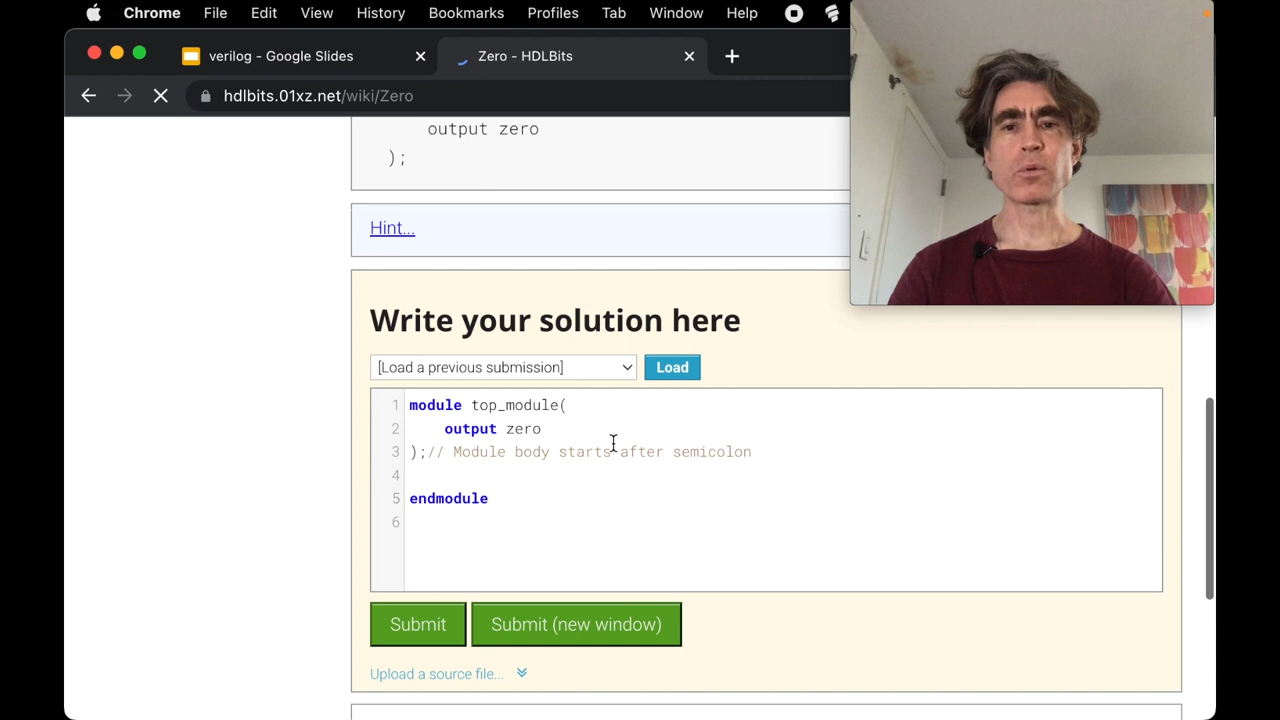 Chrome File Edit View History Bookmarks Profiles Tab Window Help
verilog - Google Slides
Zero - HDLBits
hdlbits.01xz.net/wiki/Zero
output zero
);
Hint...
Write your solution here
[Load a previous submission]
Load
1 module top_module(
2 output zero
3 );// Module body starts after semicolon
4
5 endmodule
6
Submit
Submit (new window)
Upload a source file...